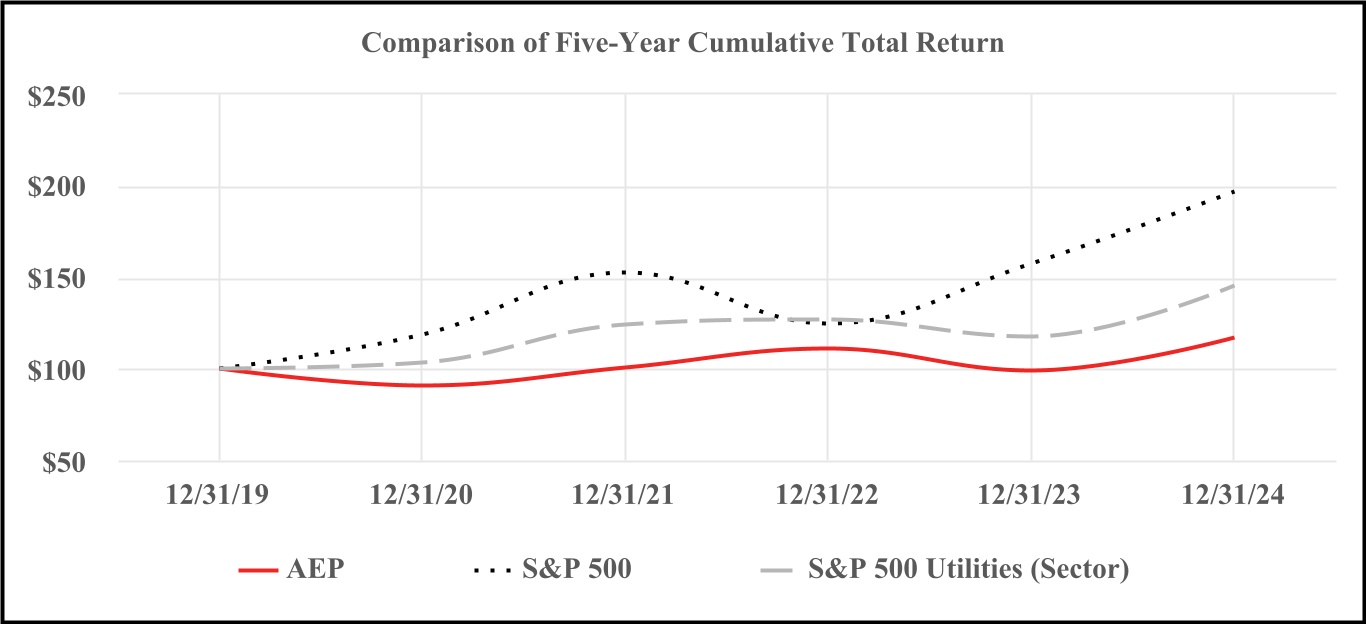 Comparison of Five-Year Cumulative Total Return
$250
$200
$150
$100
$50
12/31/19 12/31/20 12/31/21 12/31/22 12/31/23 12/31/24
AEP S&P 500 S&P 500 Utilities (Sector)